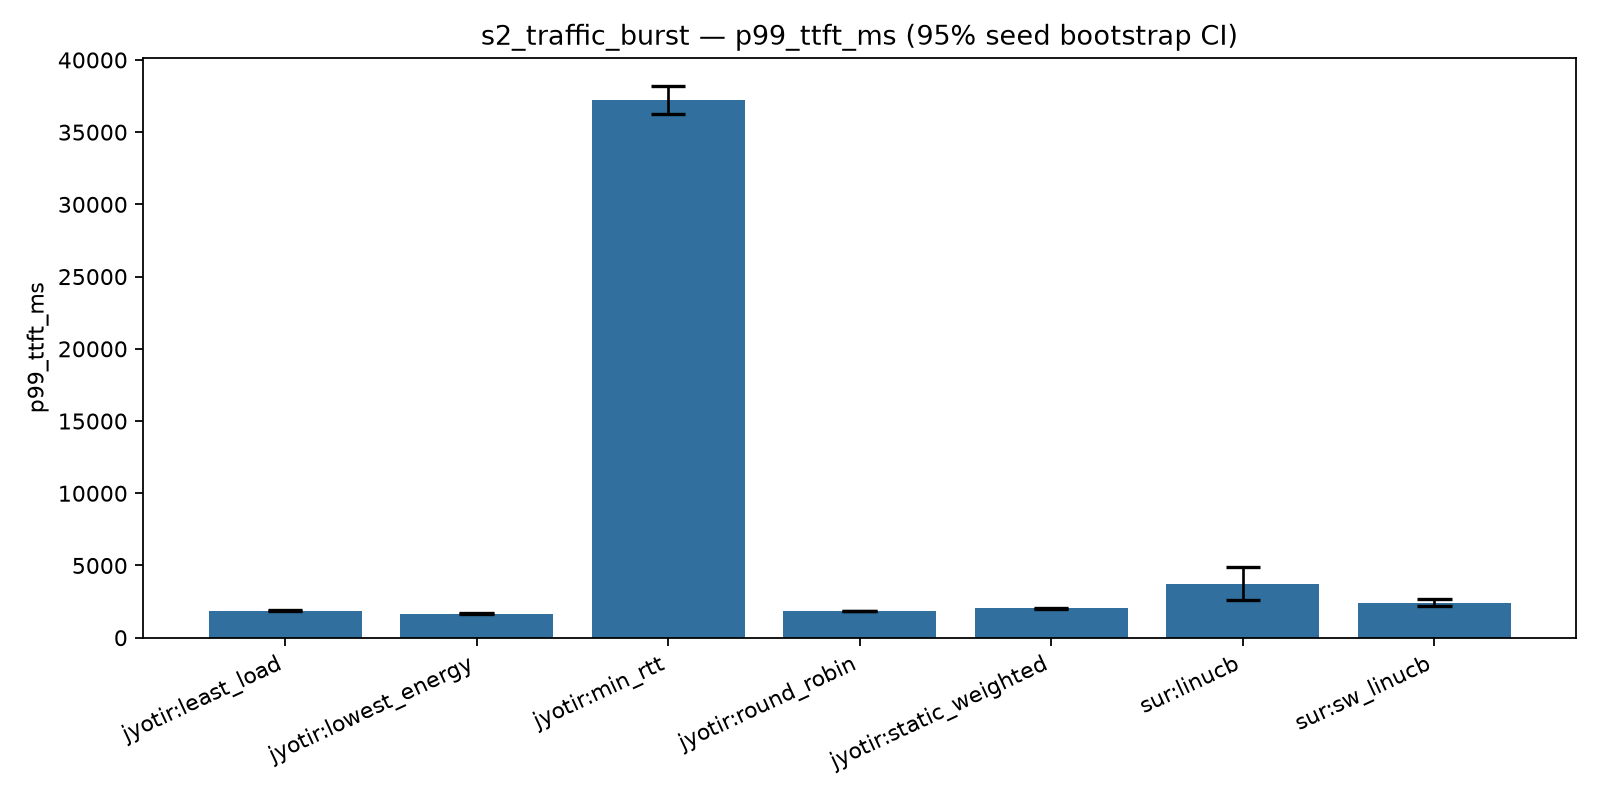 s2_traffic_burst — p99_ttft_ms (95% seed bootstrap CI)
p99_ttft_ms
40000
35000
30000
25000
20000
15000
10000
5000
0
jyotir:least_load
jyotir:lowest_energy
jyotir:min_rtt
jyotir:round_robin
jyotir:static_weighted
sur:linucb
sur:sw_linucb